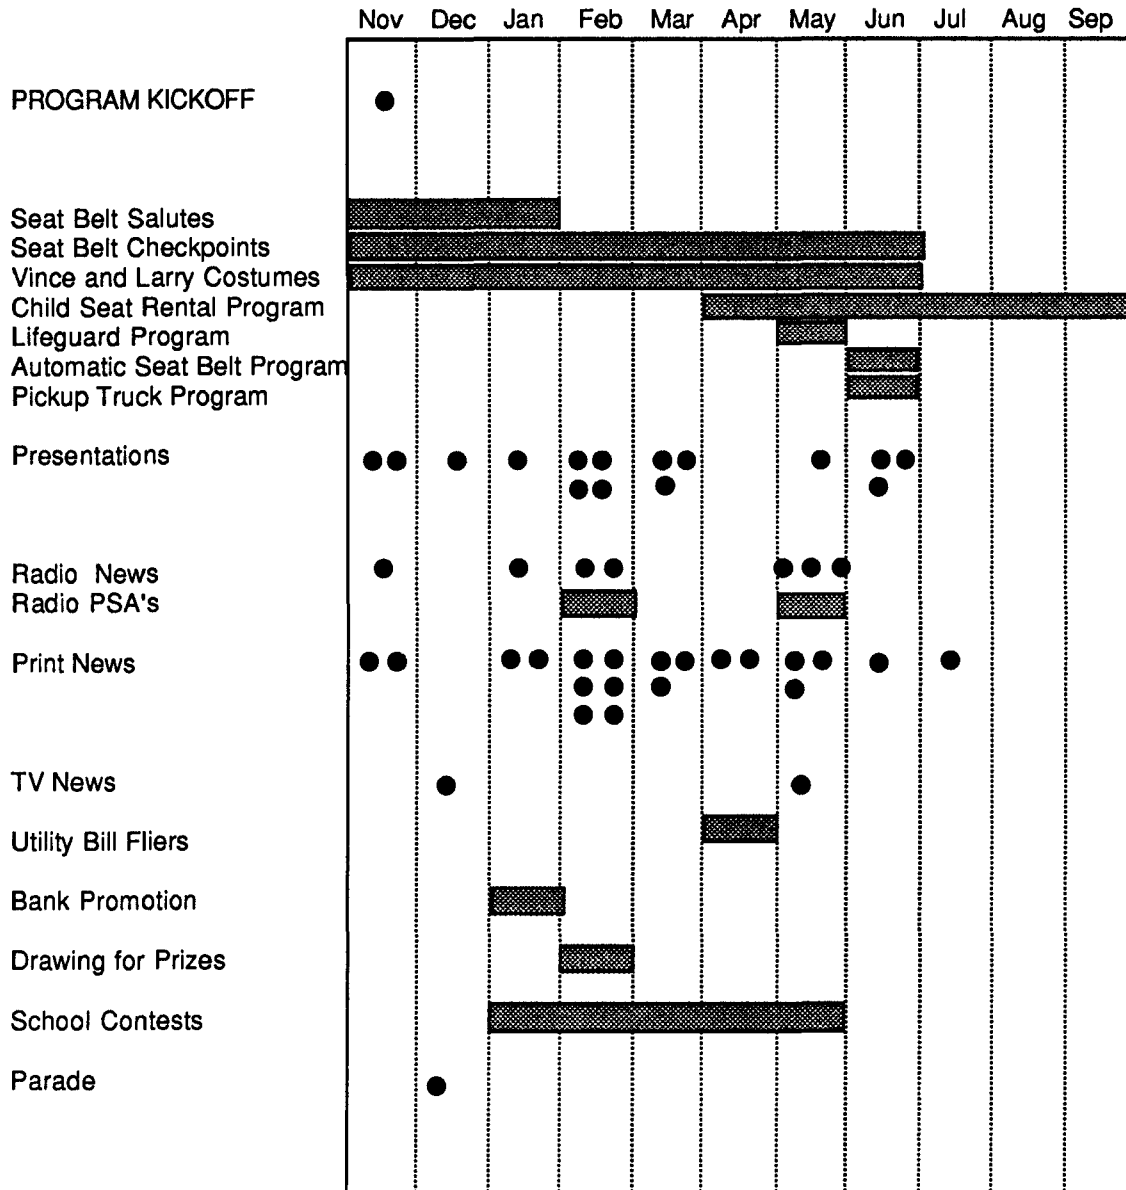 Nov Dec Jan Feb Mar Apr May Jun Jul Aug Sep
PROGRAM KICKOFF
Seat Belt Salutes
Seat Belt Checkpoints
Vince and Larry Costumes
Child Seat Rental Program
Lifeguard Program
Automatic Seat Belt Program
Pickup Truck Program
Presentations
Radio News
Radio PSA's
Print News
TV News
Utility Bill Fliers
Bank Promotion
Drawing for Prizes
School Contests
Parade